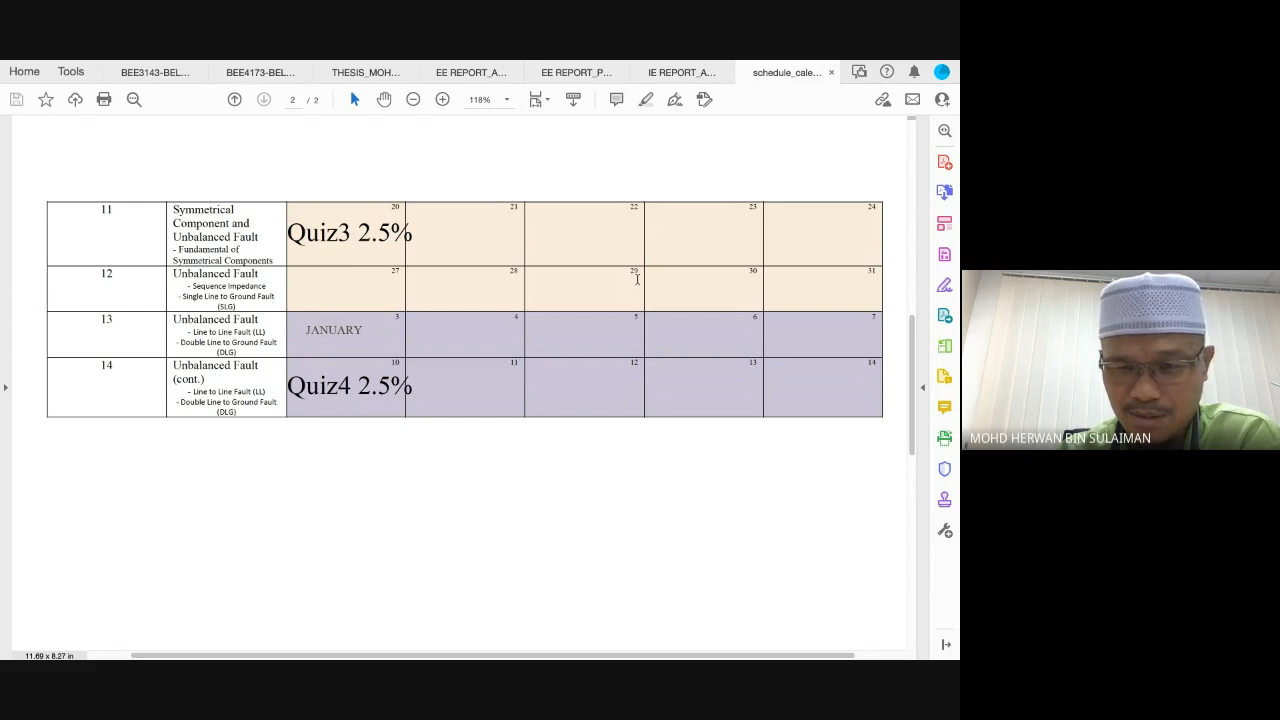 Home Tools BEE3143-BEL... BEE4173-BEL... THESIS_MOH... EE REPORT_A... EE REPORT_P... IE REPORT_A... schedule_cale... ×
2 / 2 118%
11 Symmetrical Component and Unbalanced Fault 20 21 22 23 24
- Fundamental of Symmetrical Components
Quiz3 2.5%
12 Unbalanced Fault 27 28 29 30 31
- Sequence Impedance
- Single Line to Ground Fault (SLG)
13 Unbalanced Fault 3 4 5 6 7
- Line to Line Fault (LL)
- Double Line to Ground Fault (DLG)
JANUARY
14 Unbalanced Fault (cont.) 10 11 12 13 14
- Line to Line Fault (LL)
- Double Line to Ground Fault (DLG)
Quiz4 2.5%
11.69 x 8.27 in
MOHD HERWAN BIN SULAIMAN